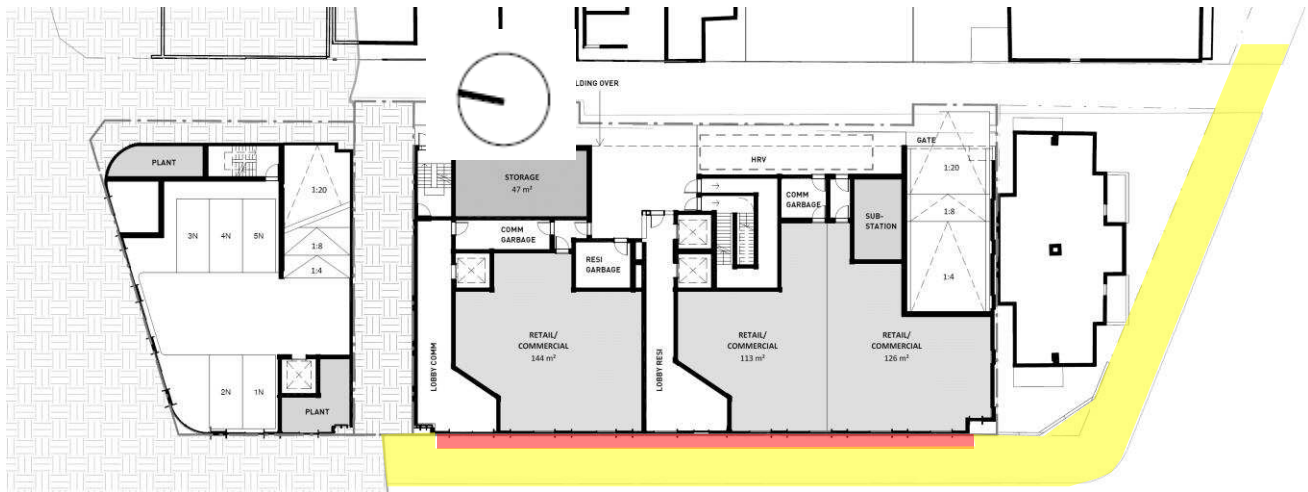 LDING OVER
PLANT
1:20
3N
4N
5N
1:8
1:4
2N
1N
PLANT
STORAGE
47 m²
COMM
GARBAGE
RESI
GARBAGE
LOBBY COMM
RETAIL/
COMMERCIAL
144 m²
LOBBY RESI
HRV
GATE
COMM
GARBAGE
SUB-
STATION
1:20
1:8
1:4
RETAIL/
COMMERCIAL
113 m²
RETAIL/
COMMERCIAL
126 m²